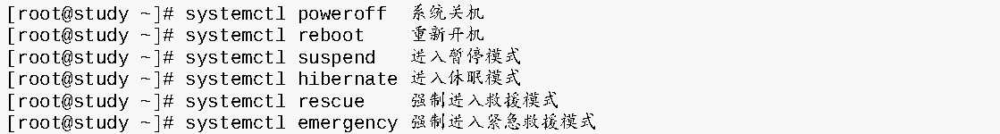 [root@study ~]# systemctl poweroff 系统关机
[root@study ~]# systemctl reboot 重新开机
[root@study ~]# systemctl suspend 进入暂停模式
[root@study ~]# systemctl hibernate 进入休眠模式
[root@study ~]# systemctl rescue 强制进入救援模式
[root@study ~]# systemctl emergency 强制进入紧急救援模式